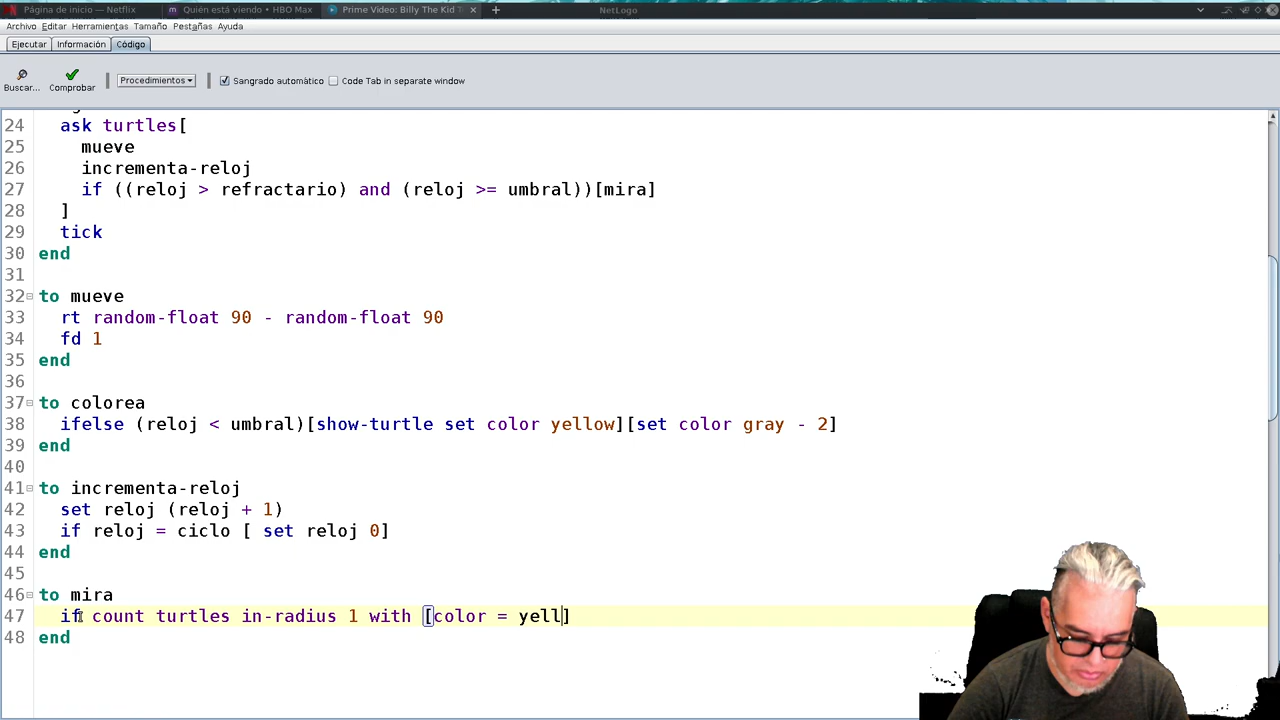 Página de inicio — Netflix
Quién está viendo • HBO Max
Prime Video: Billy The Kid
NetLogo
Archivo Editar Herramientas Tamaño Pestañas Ayuda
Ejecutar Información Código
Buscar... Comprobar Procedimientos Sangrado automático Code Tab in separate window
24 ask turtles[
25 mueve
26 incrementa-reloj
27 if ((reloj > refractario) and (reloj >= umbral))[mira]
28 ]
29 tick
30 end
31
32 to mueve
33 rt random-float 90 - random-float 90
34 fd 1
35 end
36
37 to colorea
38 ifelse (reloj < umbral)[show-turtle set color yellow][set color gray - 2]
39 end
40
41 to incrementa-reloj
42 set reloj (reloj + 1)
43 if reloj = ciclo [ set reloj 0]
44 end
45
46 to mira
47 if count turtles in-radius 1 with [color = yell]
48 end